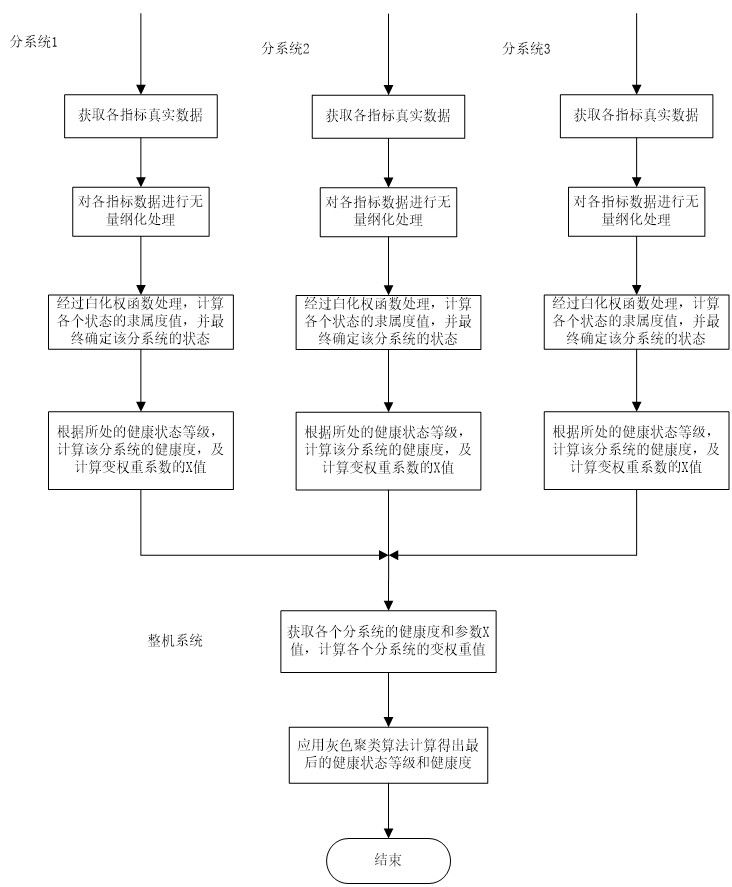 分系统1
分系统2
分系统3
获取各指标真实数据
获取各指标真实数据
获取各指标真实数据
对各指标数据进行无
量纲化处理
对各指标数据进行无
量纲化处理
对各指标数据进行无
量纲化处理
经过白化权函数处理，计算
各个状态的隶属度值，并最
终确定该分系统的状态
经过白化权函数处理，计算
各个状态的隶属度值，并最
终确定该分系统的状态
经过白化权函数处理，计算
各个状态的隶属度值，并最
终确定该分系统的状态
根据所处的健康状态等级，
计算该分系统的健康度，及
计算变权重系数的X值
根据所处的健康状态等级，
计算该分系统的健康度，及
计算变权重系数的X值
根据所处的健康状态等级，
计算该分系统的健康度，及
计算变权重系数的X值
整机系统
获取各个分系统的健康度和参数X
值，计算各个分系统的变权重值
应用灰色聚类算法计算得出最
后的健康状态等级和健康度
结束